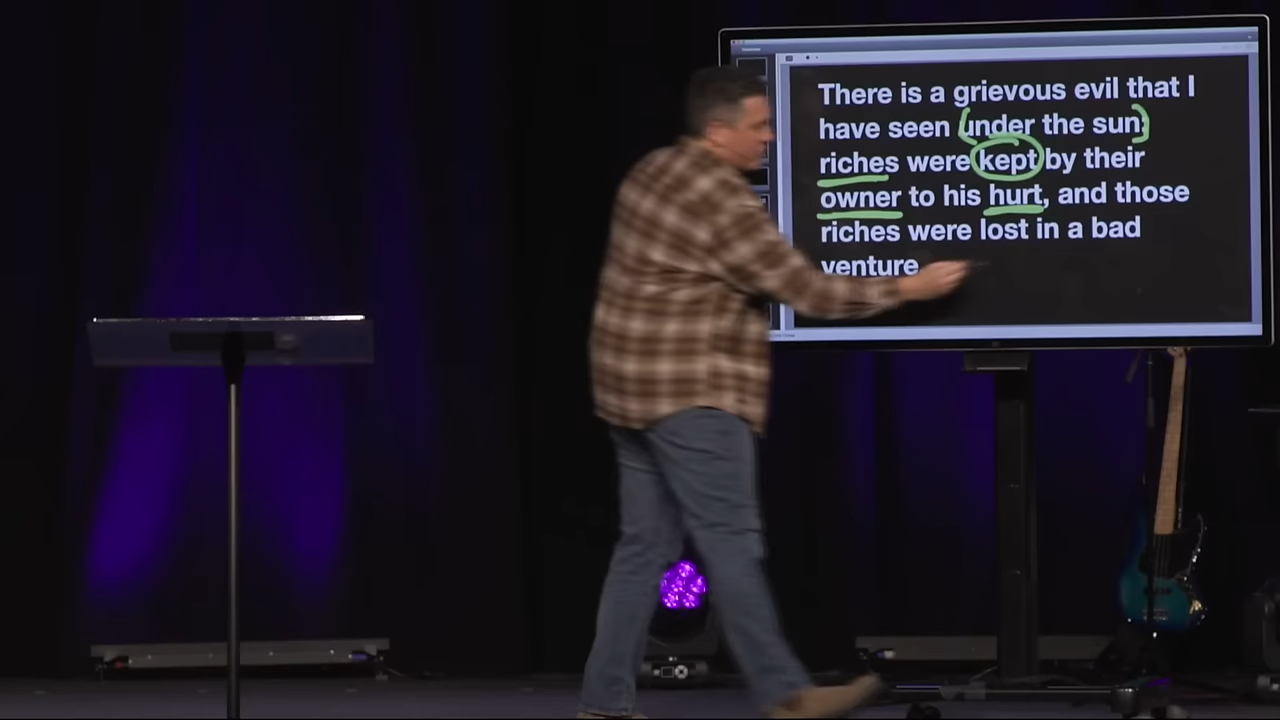 There is a grievous evil that I
have seen under the sun:
riches were kept by their
owner to his hurt, and those
riches were lost in a bad
venture